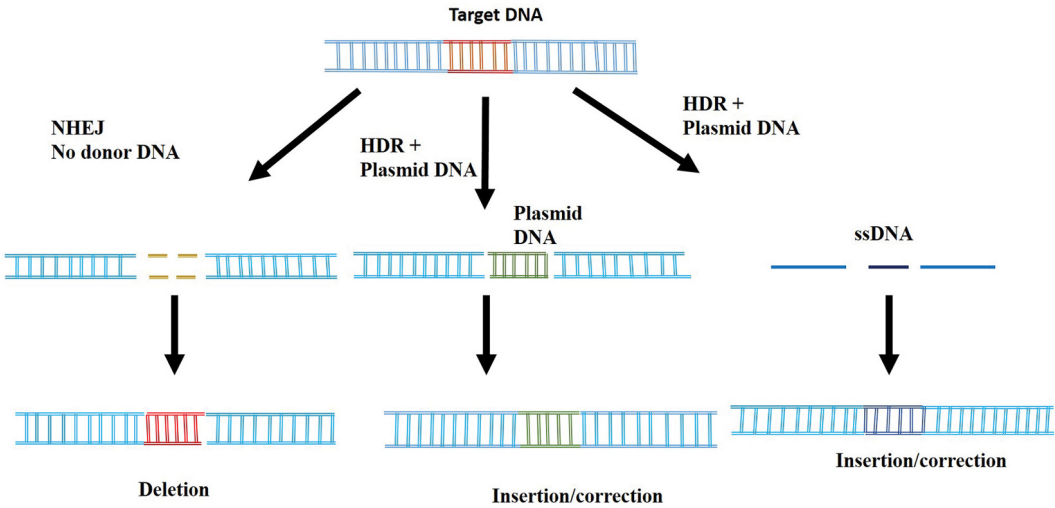 Target DNA
NHEJ
No donor DNA
HDR +
Plasmid DNA
HDR +
Plasmid DNA
Plasmid
DNA
ssDNA
Deletion
Insertion/correction
Insertion/correction